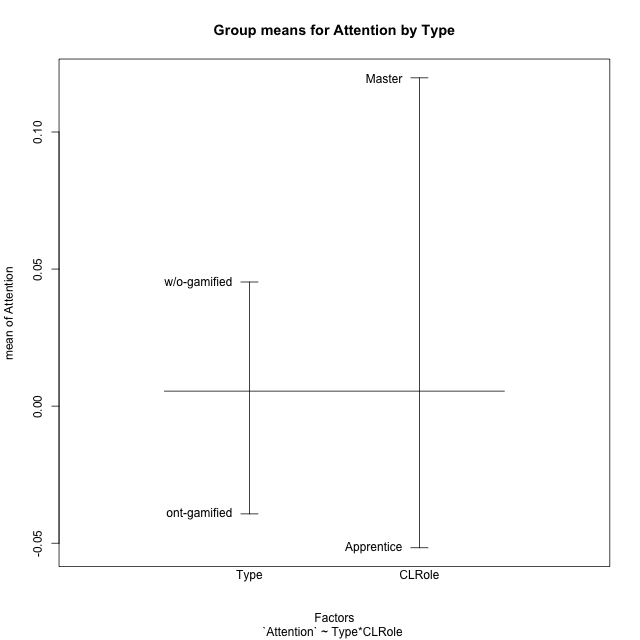 Group means for Attention by Type
mean of Attention
0.10
0.05
0.00
-0.05
Master
w/o-gamified
ont-gamified
Apprentice
Type
CLRole
Factors
`Attention` ~ Type*CLRole